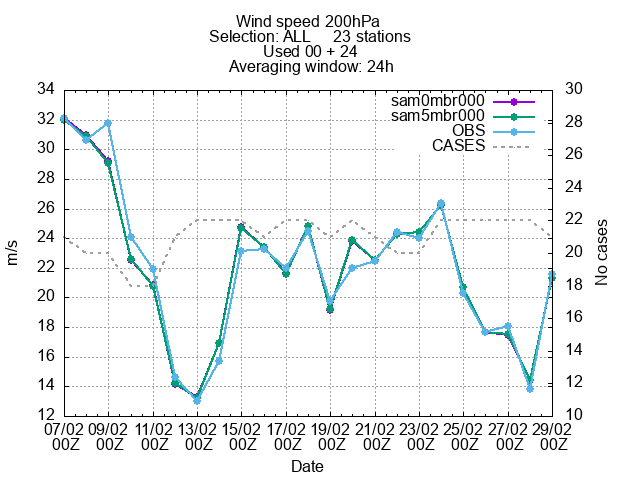 Wind speed 200hPa
Selection: ALL 23 stations
Used 00 + 24
Averaging window: 24h
sam0mbr000
sam5mbr000
OBS
CASES
34
32
30
28
26
24
22
20
18
16
14
12
m/s
30
28
26
24
22
20
18
16
14
12
10
No cases
07/02 09/02 11/02 13/02 15/02 17/02 19/02 21/02 23/02 25/02 27/02 29/02
00Z 00Z 00Z 00Z 00Z 00Z 00Z 00Z 00Z 00Z 00Z 00Z
Date